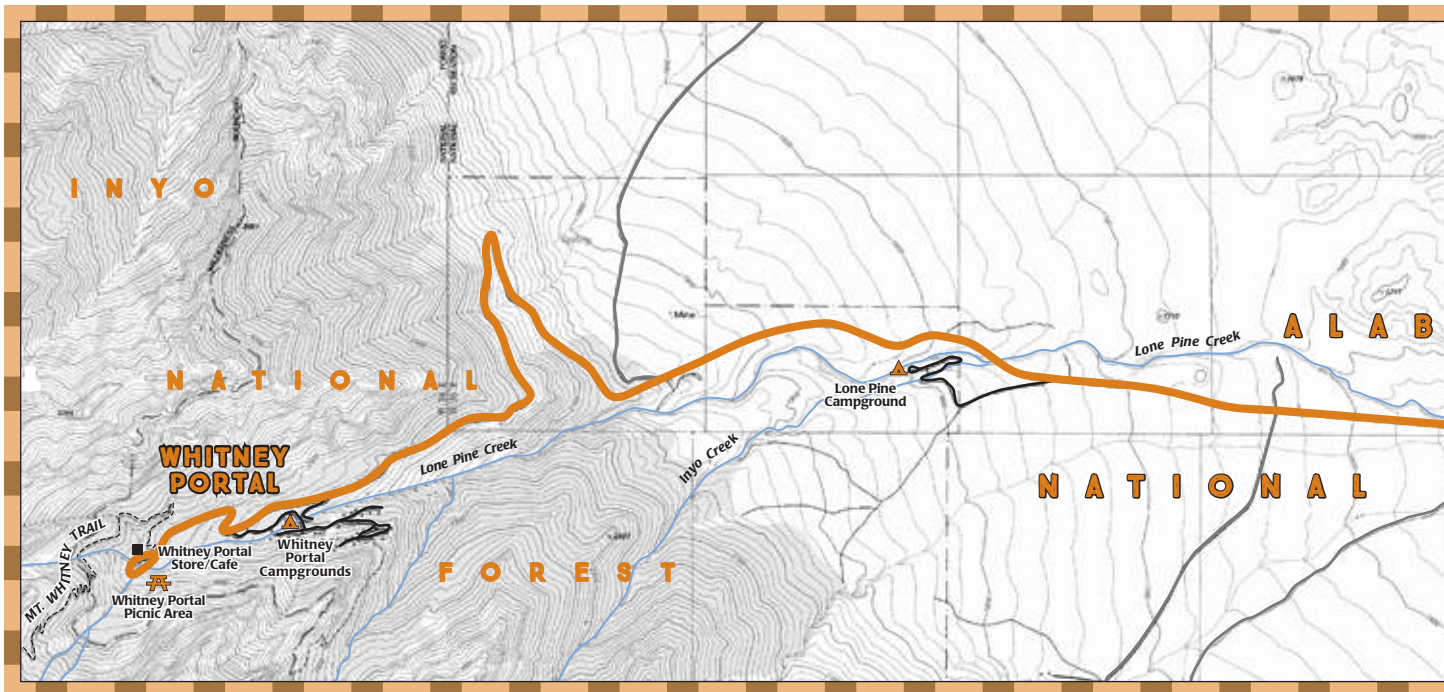 INYO
NATIONAL
FOREST
WHITNEY
PORTAL
MT. WHITNEY TRAIL
Whitney Portal
Store/Cafe
Whitney Portal
Picnic Area
Whitney
Portal
Campgrounds
Lone Pine Creek
Inyo Creek
Lone Pine
Campground
Lone Pine Creek
ALAB
NATIONAL